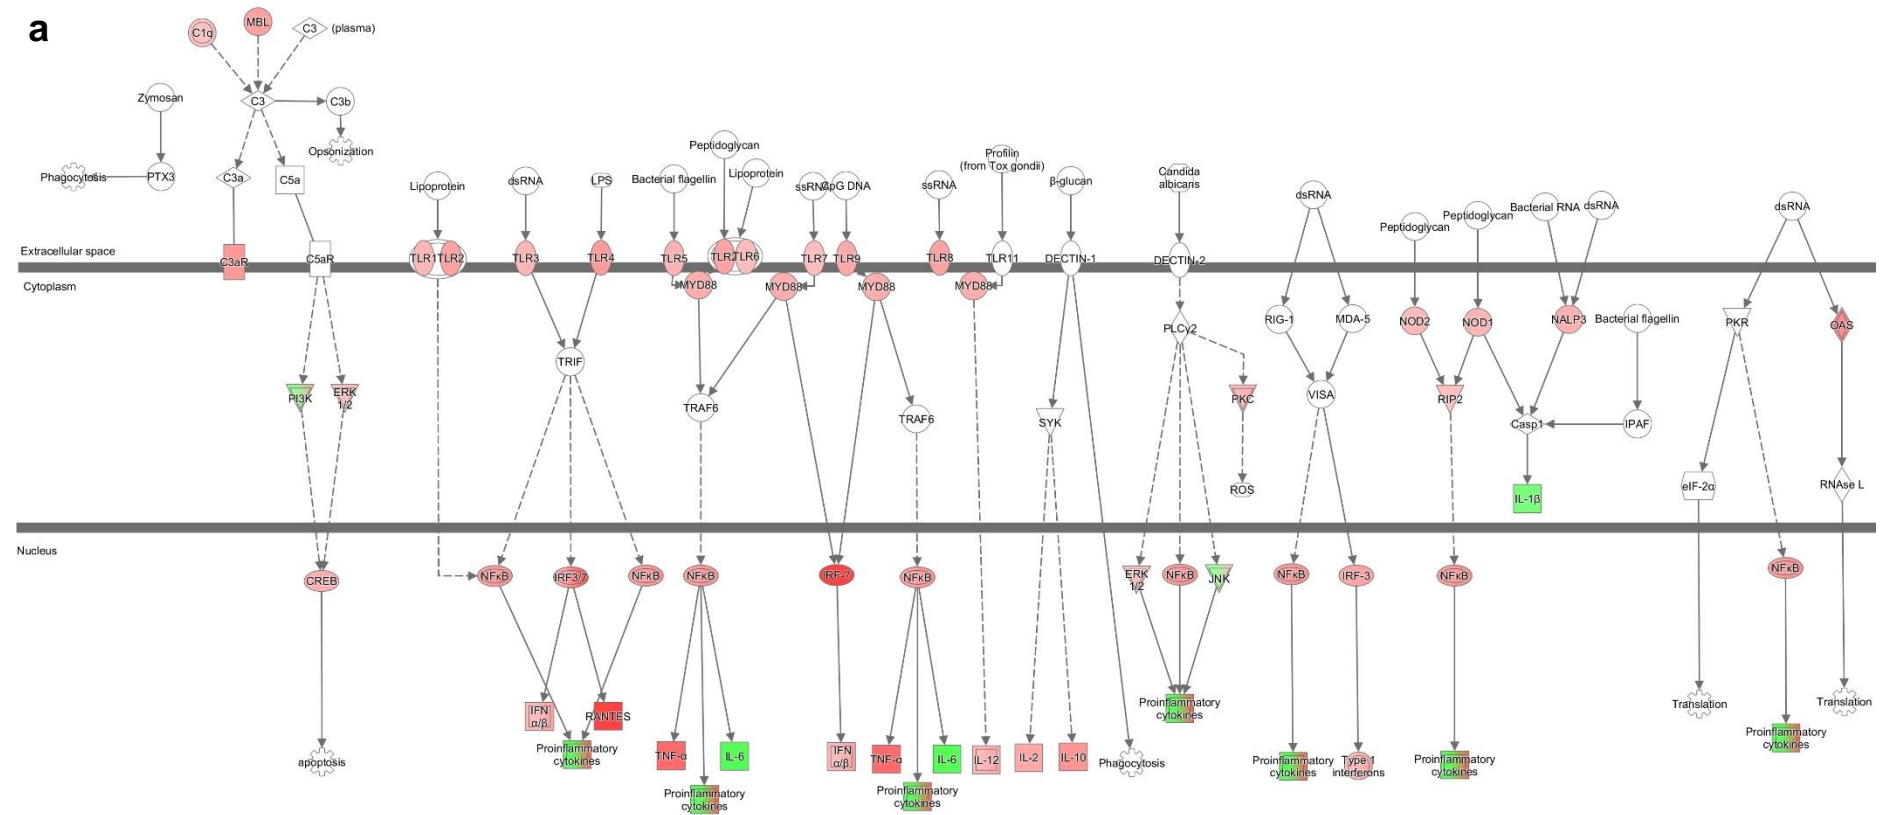 a
C1q
MBL
C3
(plasma)
Zymosan
C3
C3b
Opsonization
Phagocytosis
PTX3
C3a
C5a
Lipoprotein
dsRNA
LPS
Bacterial flagellin
Peptidoglycan
Lipoprotein
ssRNA
CpG DNA
ssRNA
Profilin
(from Tox gondii)
β-glucan
Candida
albicans
dsRNA
Peptidoglycan
Peptidoglycan
Bacterial RNA
dsRNA
dsRNA
Extracellular space
C3aR
C5aR
TLR1
TLR2
TLR3
TLR4
TLR5
TLR2
TLR6
TLR7
TLR9
TLR8
TLR11
DECTIN-1
DECTIN-2
Cytoplasm
MYD88
MYD88
MYD88
MYD88
RIG-1
MDA-5
NOD2
NOD1
NALP3
Bacterial flagellin
PKR
OAS
PLCγ2
TRIF
PI3K
ERK
1/2
TRAF6
TRAF6
SYK
PKC
VISA
RIP2
Casp1
IPAF
ROS
IL-1β
eIF-2α
RNAse L
Nucleus
CREB
NFκB
IRF3/7
NFκB
NFκB
IRF-7
NFκB
ERK
1/2
NFκB
JNK
NFκB
IRF-3
NFκB
NFκB
IFN
α/β
RANTES
Proinflammatory
cytokines
Proinflammatory
cytokines
Translation
Translation
Proinflammatory
cytokines
apoptosis
TNF-α
IL-6
IFN
α/β
TNF-α
IL-6
IL-12
IL-2
IL-10
Phagocytosis
Proinflammatory
cytokines
Type 1
interferons
Proinflammatory
cytokines
Proinflammatory
cytokines
Proinflammatory
cytokines